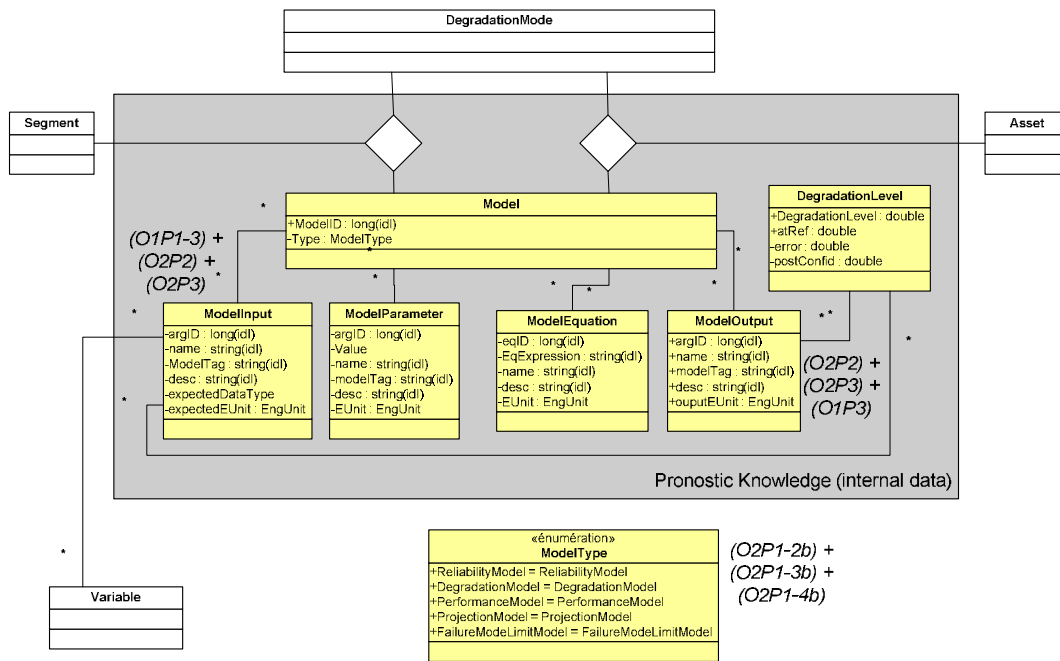 DegradationMode
Segment
Asset
*
Model
+ModelID : long(idl)
-Type : ModelType
DegradationLevel
+DegradationLevel : double
+atRef : double
-error : double
-postConfid : double
(O1P1-3) +
(O2P2) +
(O2P3)
*
*
*
*
*
*
*
*
*
*
*
*
ModelInput
-argID : long(idl)
-name : string(idl)
-ModelTag : string(idl)
-desc : string(idl)
-expectedDataType
-expectedEUnit : EngUnit
ModelParameter
-argID : long(idl)
-Value
-name : string(idl)
-modelTag : string(idl)
-desc : string(idl)
-EUnit : EngUnit
ModelEquation
-eqID : long(idl)
-EqExpression : string(idl)
-name : string(idl)
-desc : string(idl)
-EUnit : EngUnit
ModelOutput
+argID : long(idl)
+name : string(idl)
+modelTag : string(idl)
+desc : string(idl)
+ouputEUnit : EngUnit
(O2P2) +
(O2P3) +
(O1P3)
*
Pronostic Knowledge (internal data)
*
Variable
«énumération»
ModelType
+ReliabilityModel = ReliabilityModel
+DegradationModel = DegradationModel
+PerformanceModel = PerformanceModel
+ProjectionModel = ProjectionModel
+FailureModeLimitModel = FailureModeLimitModel
(O2P1-2b) +
(O2P1-3b) +
(O2P1-4b)